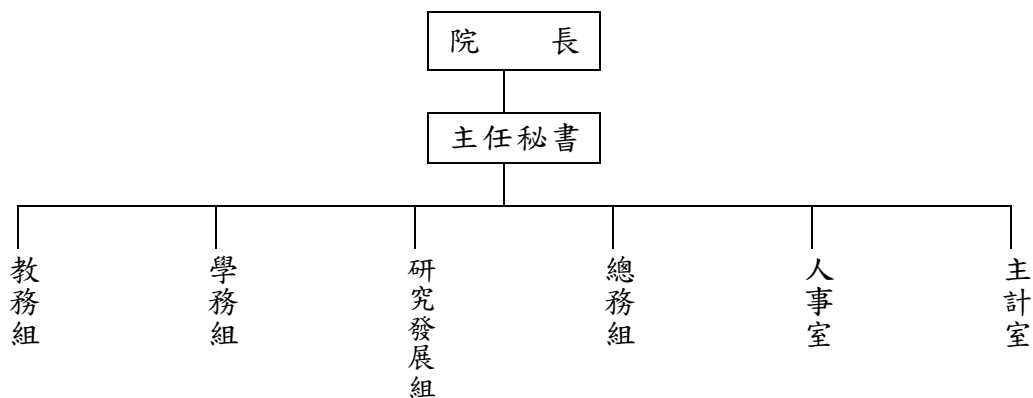 院長
主任秘書
教務組
學務組
研究發展組
總務組
人事室
主計室